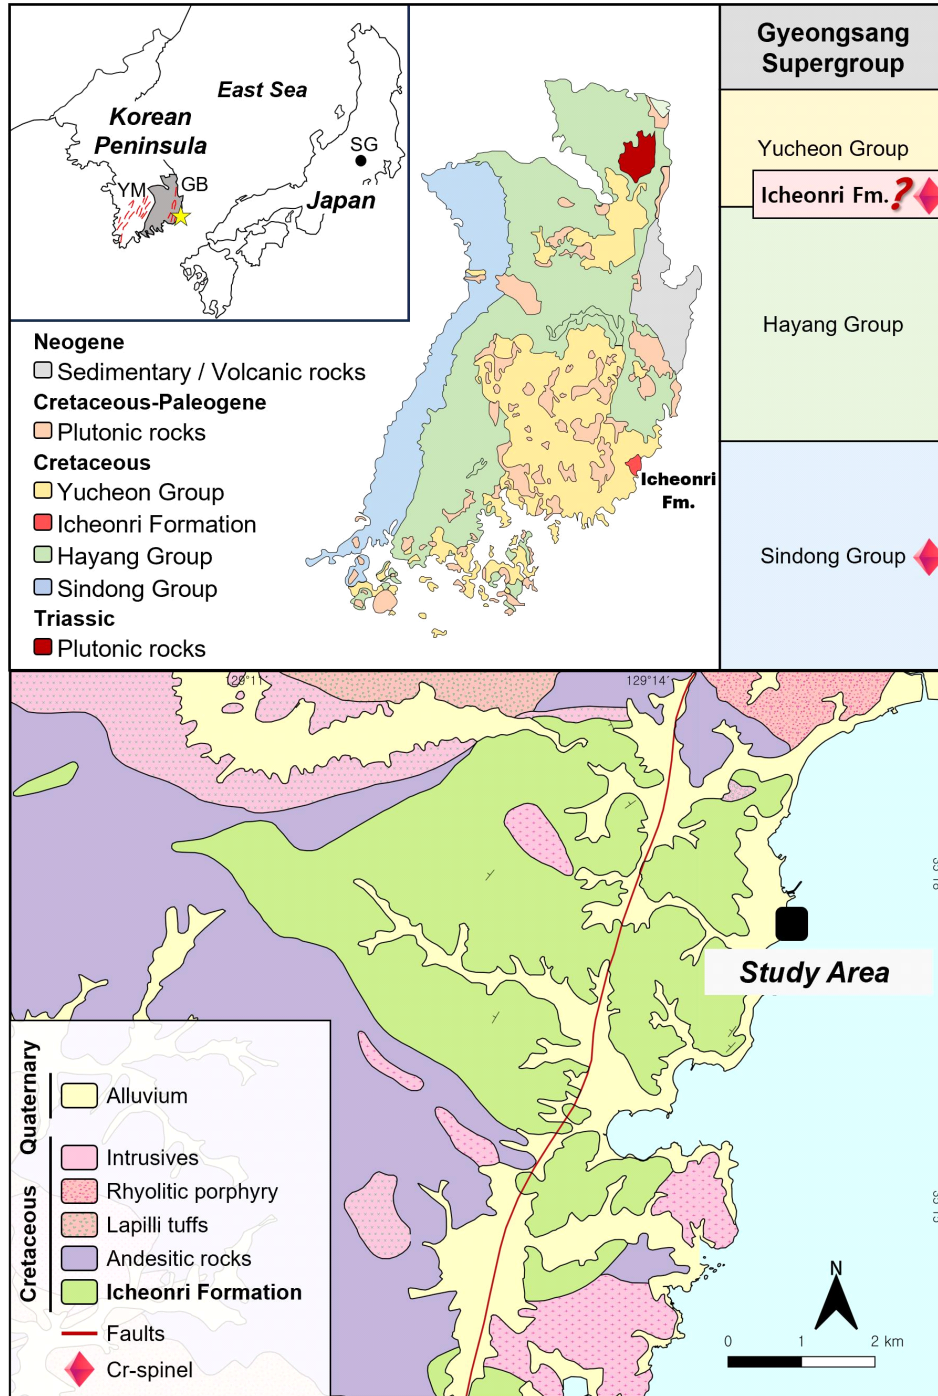 East Sea
Korean
Peninsula
SG
YM
GB
Japan
Neogene
Sedimentary / Volcanic rocks
Cretaceous-Paleogene
Plutonic rocks
Cretaceous
Yucheon Group
Icheonri Formation
Hayang Group
Sindong Group
Triassic
Plutonic rocks
Icheonri
Fm.
Gyeongsang
Supergroup
Yucheon Group
Icheonri Fm.?
Hayang Group
Sindong Group
129°11′
129°14′
Study Area
Quaternary
Alluvium
Cretaceous
Intrusives
Rhyolitic porphyry
Lapilli tuffs
Andesitic rocks
Icheonri Formation
Faults
Cr-spinel
N
0 1 2 km